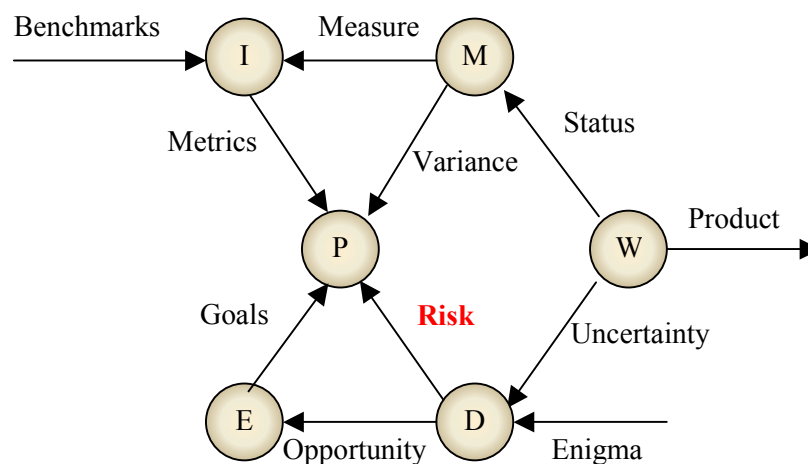 Benchmarks
I
Measure
M
Metrics
Variance
Status
P
W
Product
Goals
Risk
Uncertainty
E
Opportunity
D
Enigma